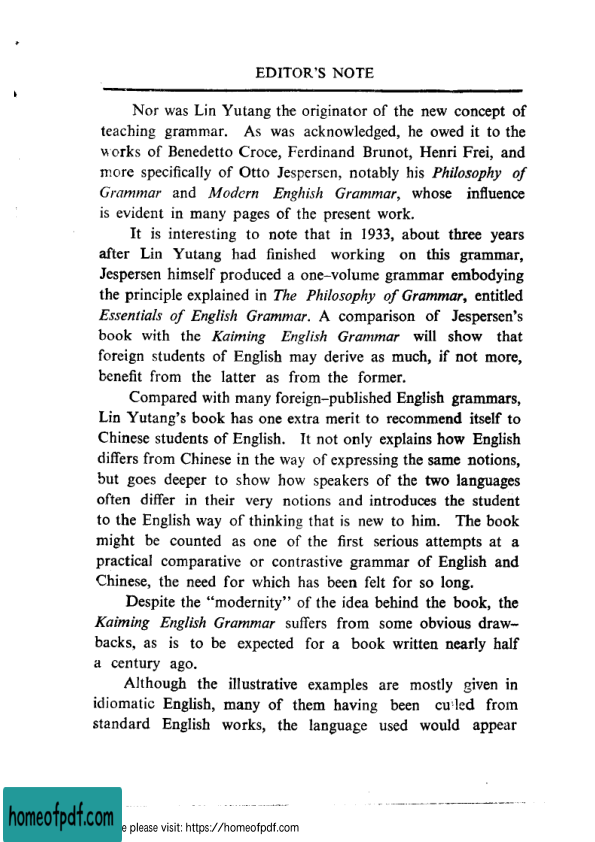 EDITOR'S NOTE
Nor was Lin Yutang the originator of the new concept of
teaching grammar. As was acknowledged, he owed it to the
works of Benedetto Croce, Ferdinand Brunot, Henri Frei, and
more specifically of Otto Jespersen, notably his Philosophy of
Grammar and Modern Enghish Grammar, whose influence
is evident in many pages of the present work.
It is interesting to note that in 1933, about three years
after Lin Yutang had finished working on this grammar,
Jespersen himself produced a one-volume grammar embodying
the principle explained in The Philosophy of Grammar, entitled
Essentials of English Grammar. A comparison of Jespersen's
book with the Kaiming English Grammar will show that
foreign students of English may derive as much, if not more,
benefit from the latter as from the former.
Compared with many foreign-published English grammars,
Lin Yutang's book has one extra merit to recommend itself to
Chinese students of English. It not only explains how English
differs from Chinese in the way of expressing the same notions,
but goes deeper to show how speakers of the two languages
often differ in their very notions and introduces the student
to the English way of thinking that is new to him. The book
might be counted as one of the first serious attempts at a
practical comparative or contrastive grammar of English and
Chinese, the need for which has been felt for so long.
Despite the "modernity" of the idea behind the book, the
Kaiming English Grammar suffers from some obvious draw-
backs, as is to be expected for a book written nearly half
a century ago.
Although the illustrative examples are mostly given in
idiomatic English, many of them having been culled from
standard English works, the language used would appear
homeofpdf.com
e please visit: https://homeofpdf.com